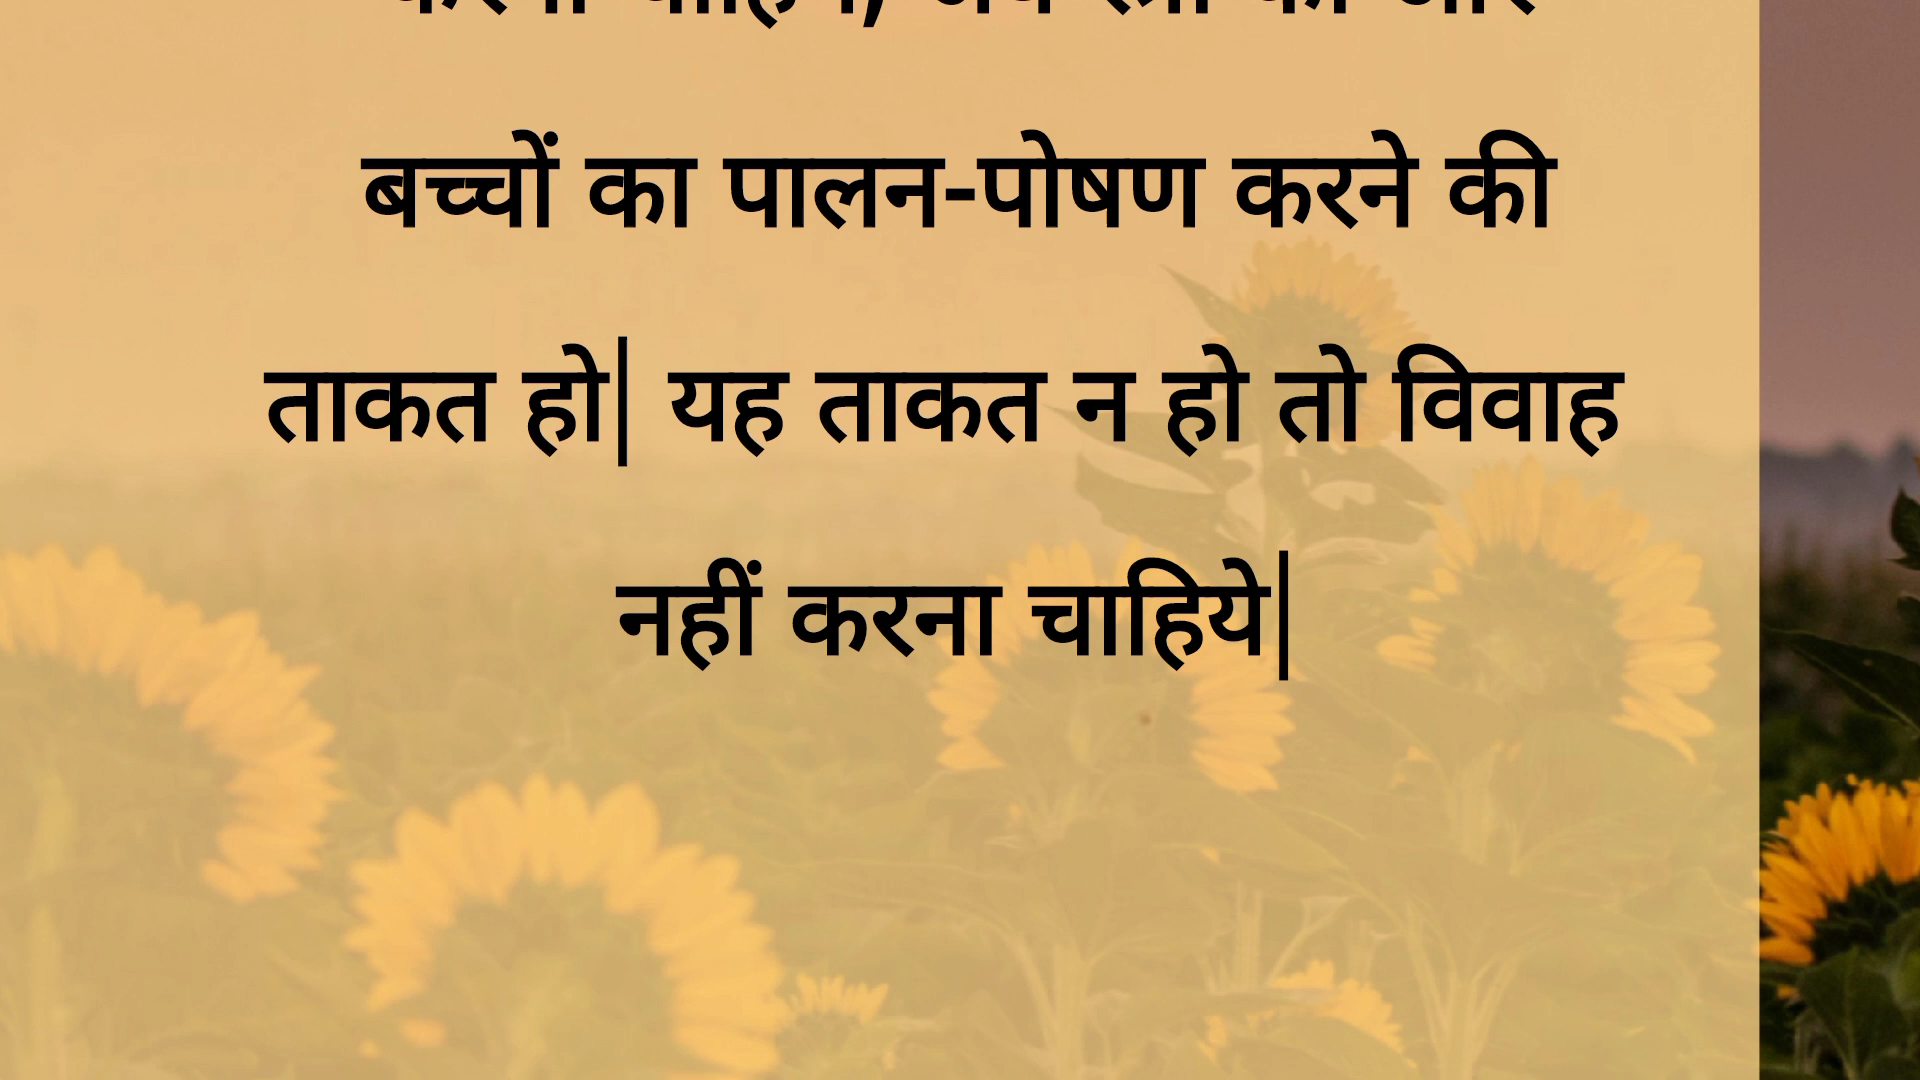 बच्चों का पालन-पोषण करने की
ताकत हो| यह ताकत न हो तो विवाह
नहीं करना चाहिये|